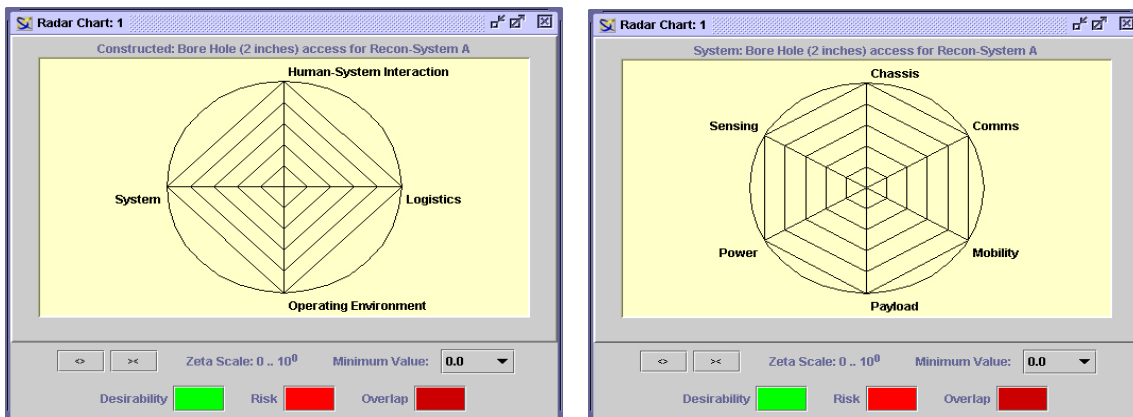 Radar Chart: 1
Constructed: Bore Hole (2 inches) access for Recon-System A
Human-System Interaction
System
Logistics
Operating Environment
<>
><
Zeta Scale: 0 .. 10⁰
Minimum Value:
0.0
Desirability
Risk
Overlap
Radar Chart: 1
System: Bore Hole (2 inches) access for Recon-System A
Chassis
Sensing
Comms
Power
Mobility
Payload
<>
><
Zeta Scale: 0 .. 10⁰
Minimum Value:
0.0
Desirability
Risk
Overlap